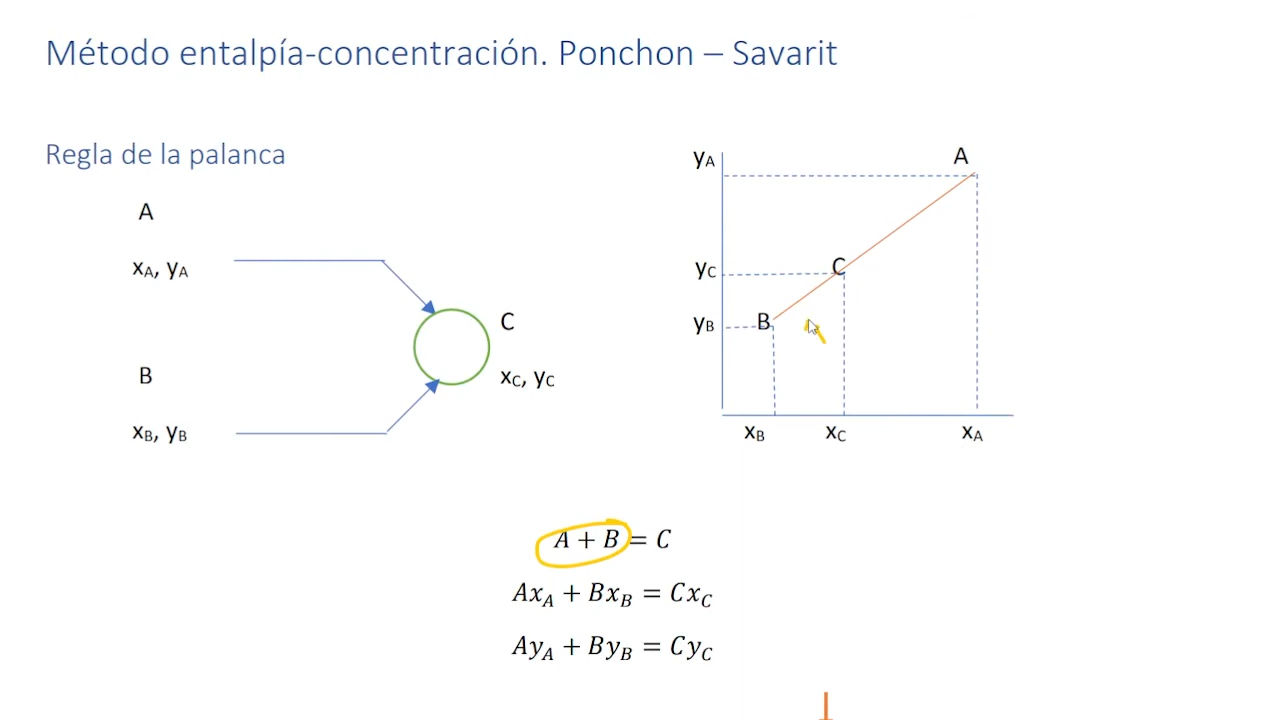 Método entalpía-concentración. Ponchon – Savarit
Regla de la palanca
A
xA, yA
B
xB, yB
C
xC, yC
yA
A
yC
C
yB
B
xB
xC
xA
A + B = C
AxA + BxB = CxC
AyA + ByB = CyC